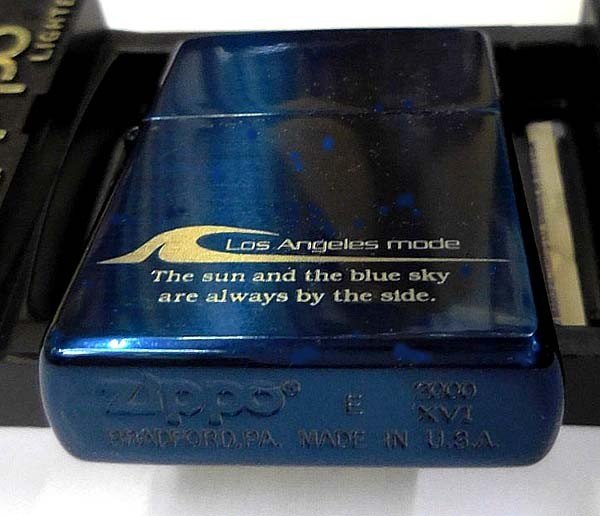 LIGHTE
Los Angeles mode
The sun and the blue sky
are always by the side.
Zippo®
E 2000
XVI
BRADFORD, PA. MADE IN U.S.A.